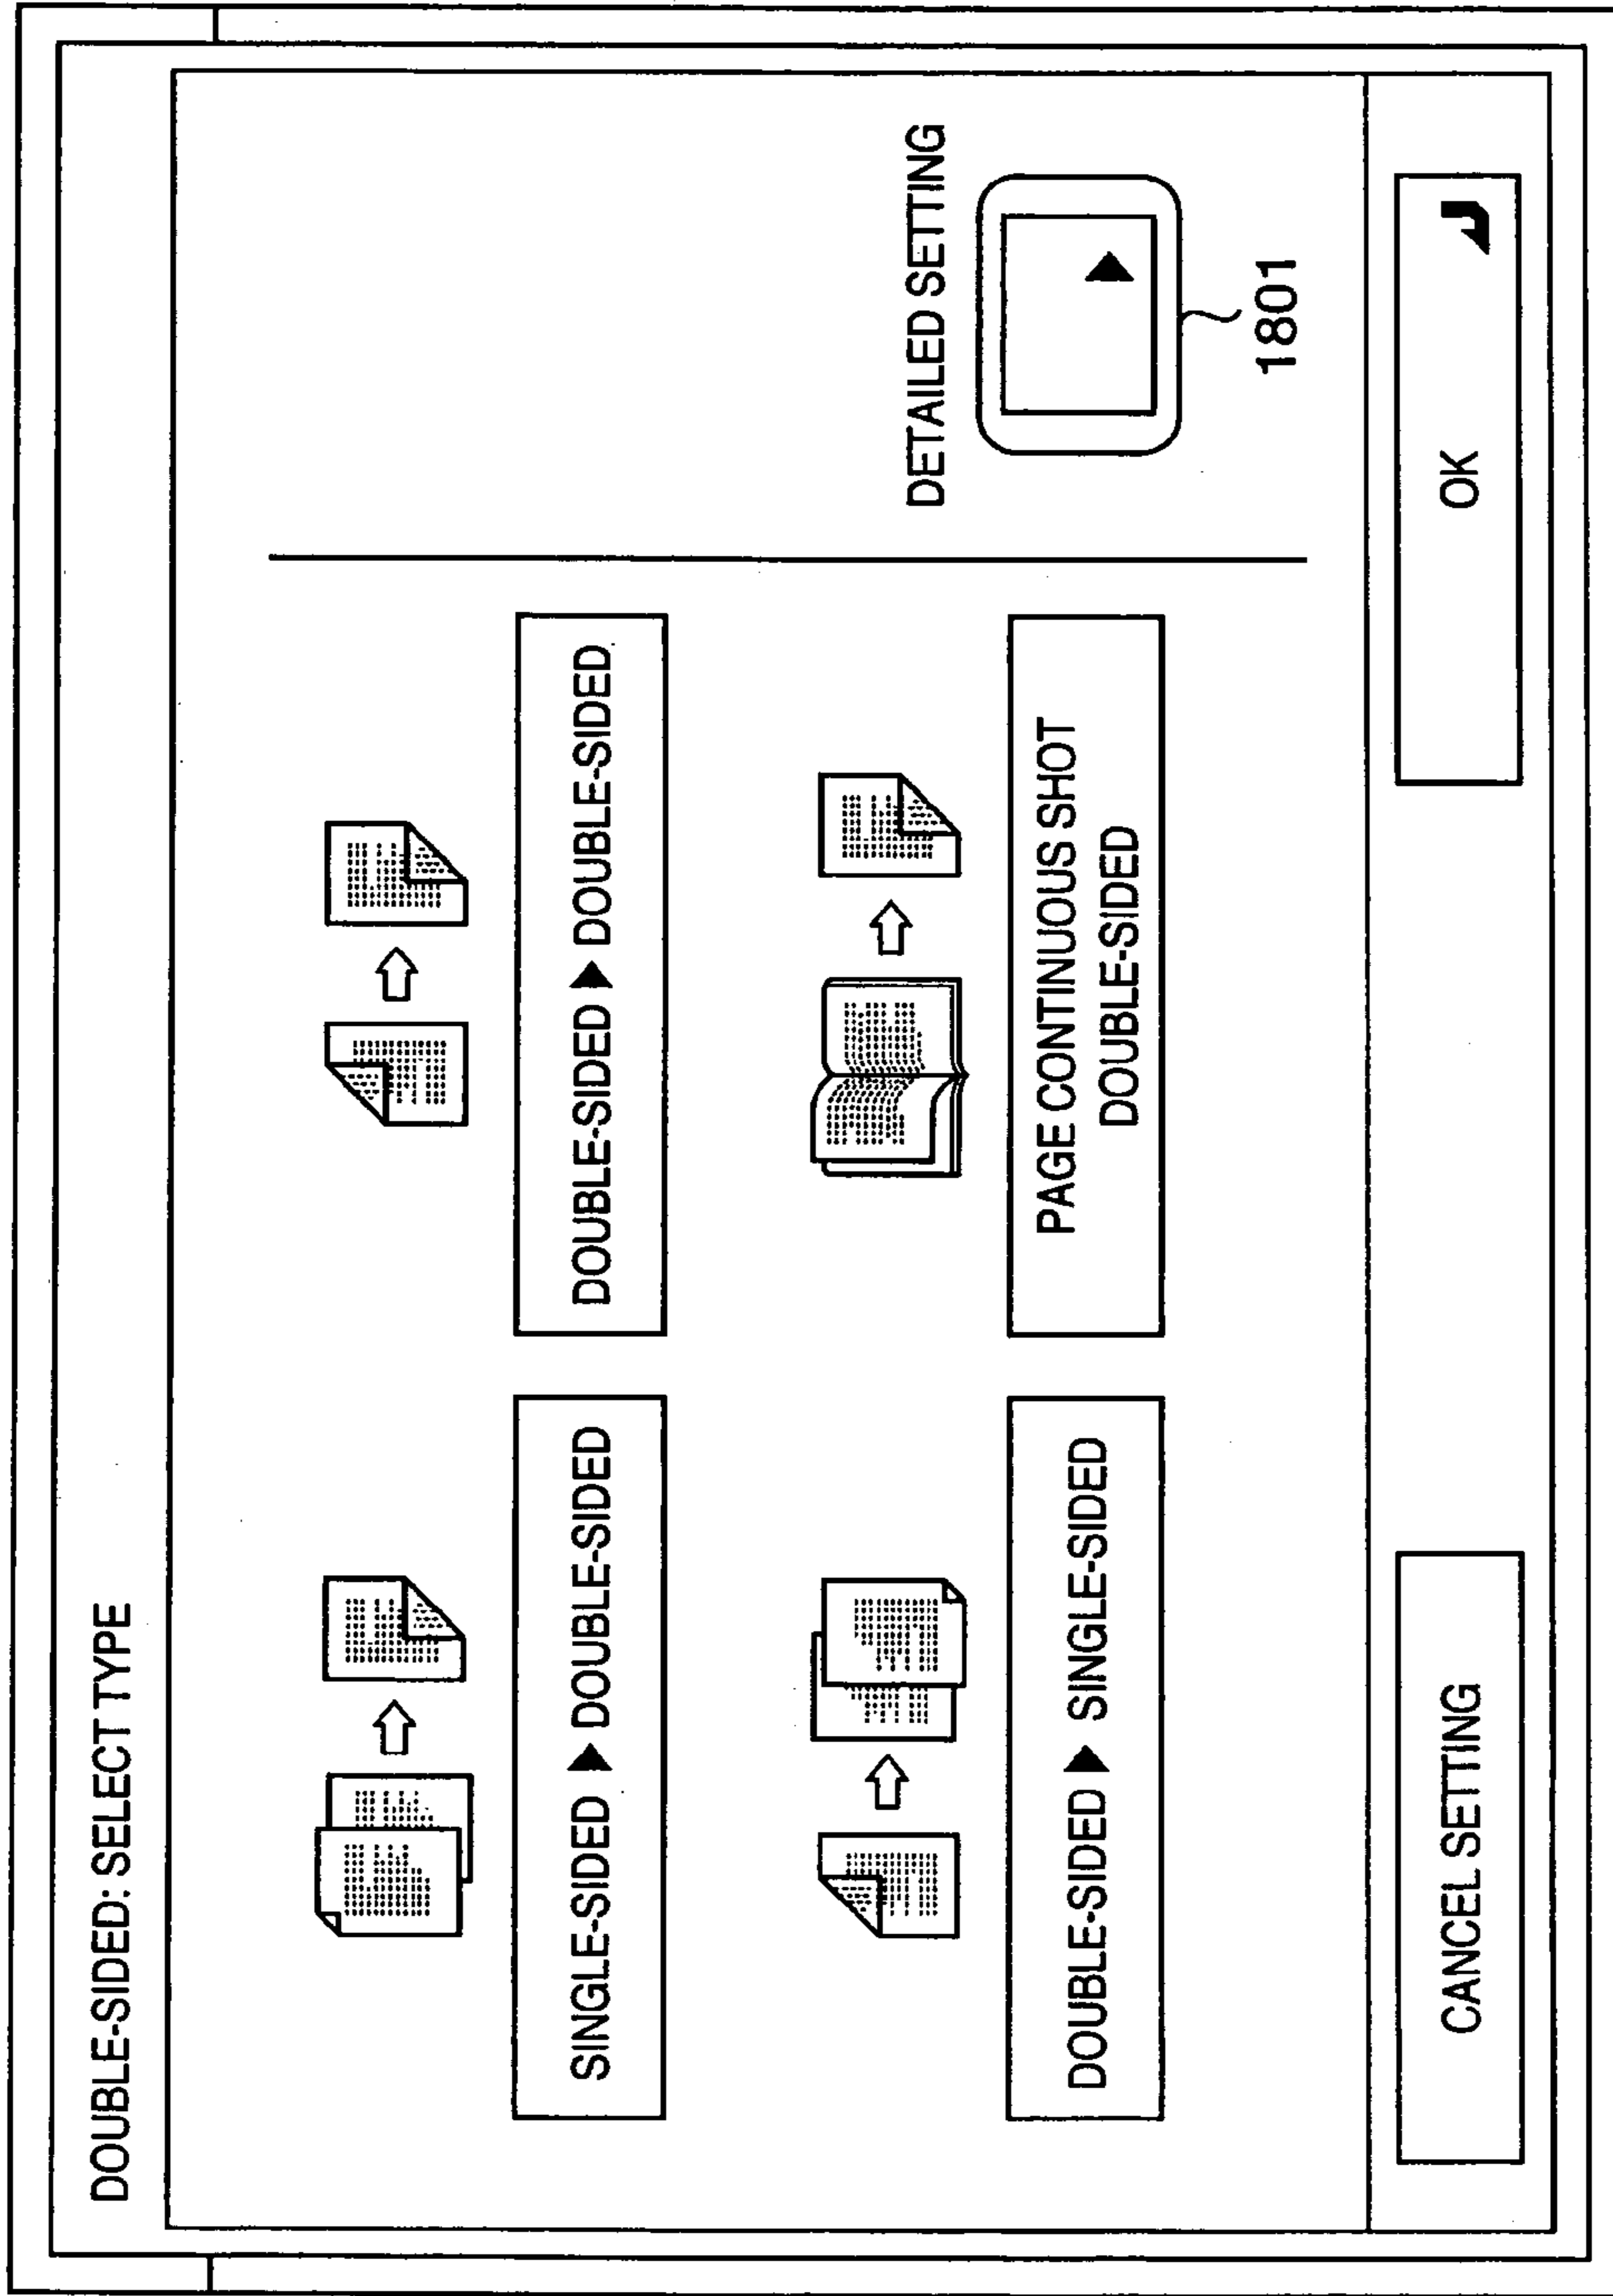 DOUBLE-SIDED: SELECT TYPE
SINGLE-SIDED ▶ DOUBLE-SIDED
DOUBLE-SIDED ▶ DOUBLE-SIDED
DOUBLE-SIDED ▶ SINGLE-SIDED
PAGE CONTINUOUS SHOT
DOUBLE-SIDED
DETAILED SETTING
1801
CANCEL SETTING
OK